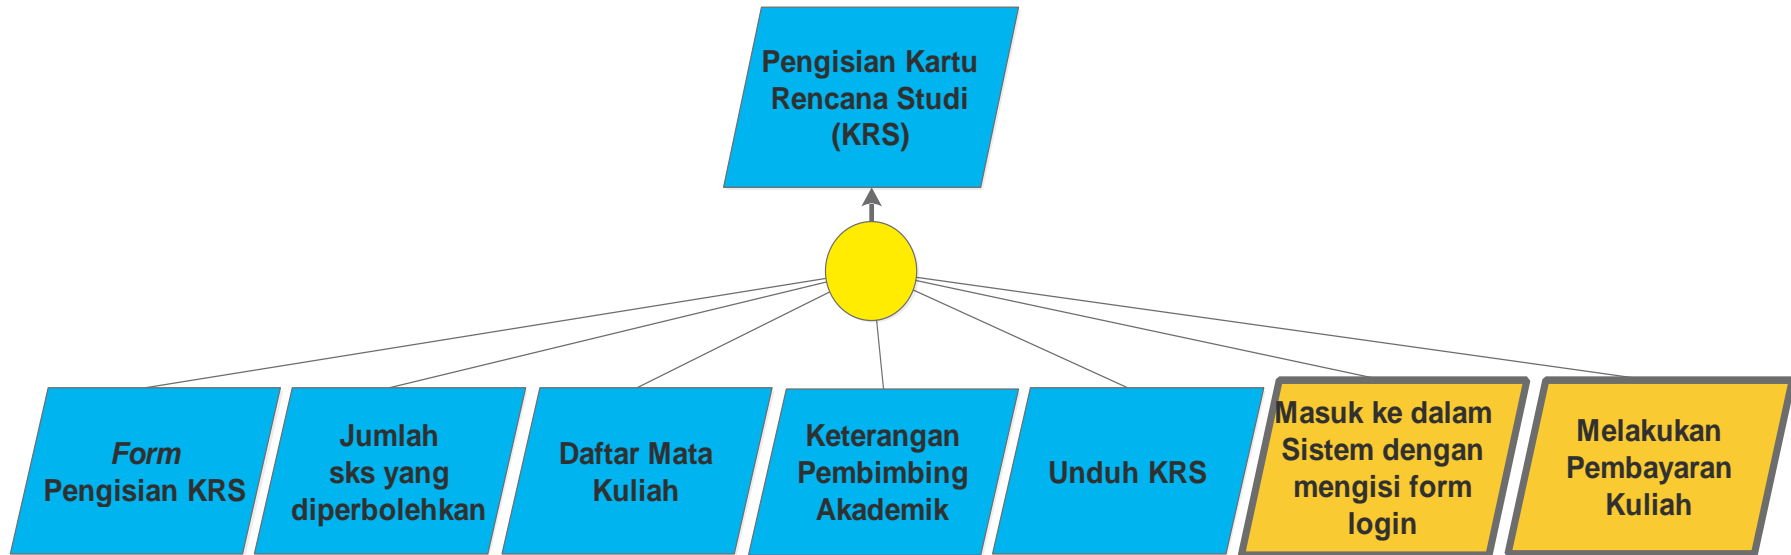 Pengisian Kartu
Rencana Studi
(KRS)
Form
Pengisian KRS
Jumlah
sks yang
diperbolehkan
Daftar Mata
Kuliah
Keterangan
Pembimbing
Akademik
Unduh KRS
Masuk ke dalam
Sistem dengan
mengisi form
login
Melakukan
Pembayaran
Kuliah